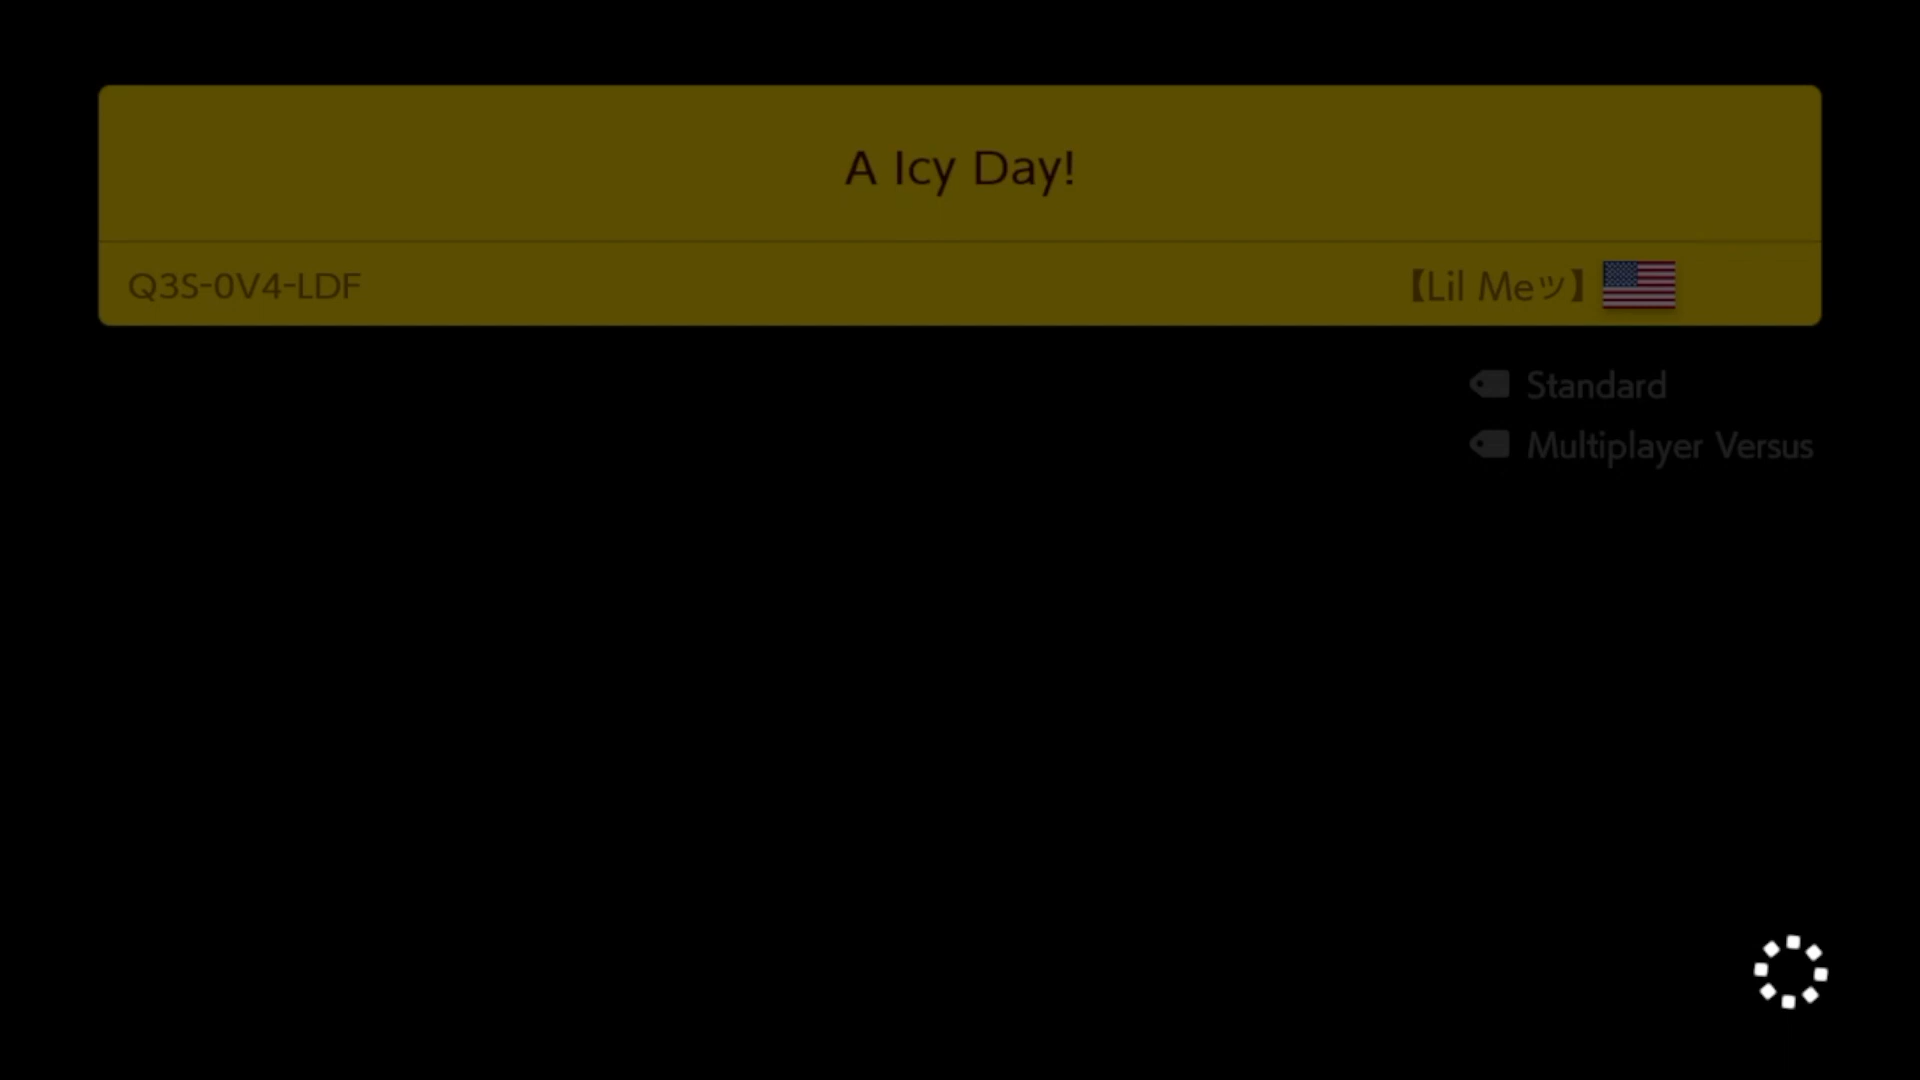 A Icy Day!
Q3S-0V4-LDF
【Lil Meッ】
Standard
Multiplayer Versus